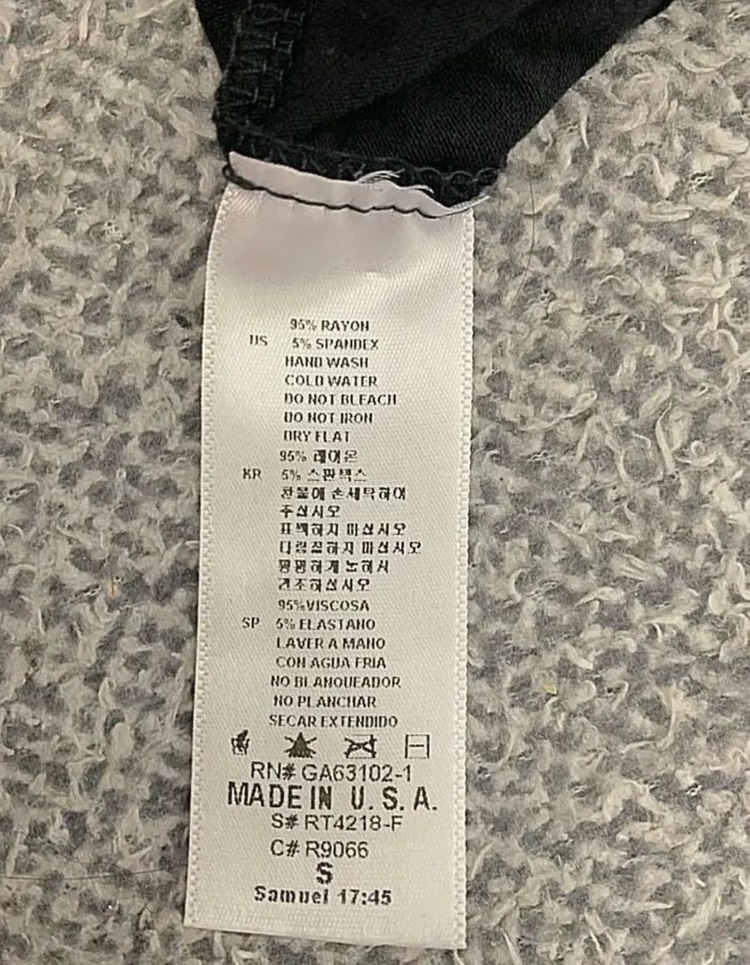 95% RAYON
US 5% SPANDEX
HAND WASH
COLD WATER
DO NOT BLEACH
DO NOT IRON
DRY FLAT
95% 레이온
KR 5% 스판덱스
찬물에 손세탁하여
주십시오
표백하지 마십시오
다림질하지 마십시오
평평하게 눕혀서
건조하십시오
95%VISCOSA
SP 5% ELASTANO
LAVER A MANO
CON AGUA FRIA
NO BLANQUEADOR
NO PLANCHAR
SECAR EXTENDIDO
RN# GA63102-1
MADE IN U.S.A.
S# RT4218-F
C# R9066
S
Samuel 17:45